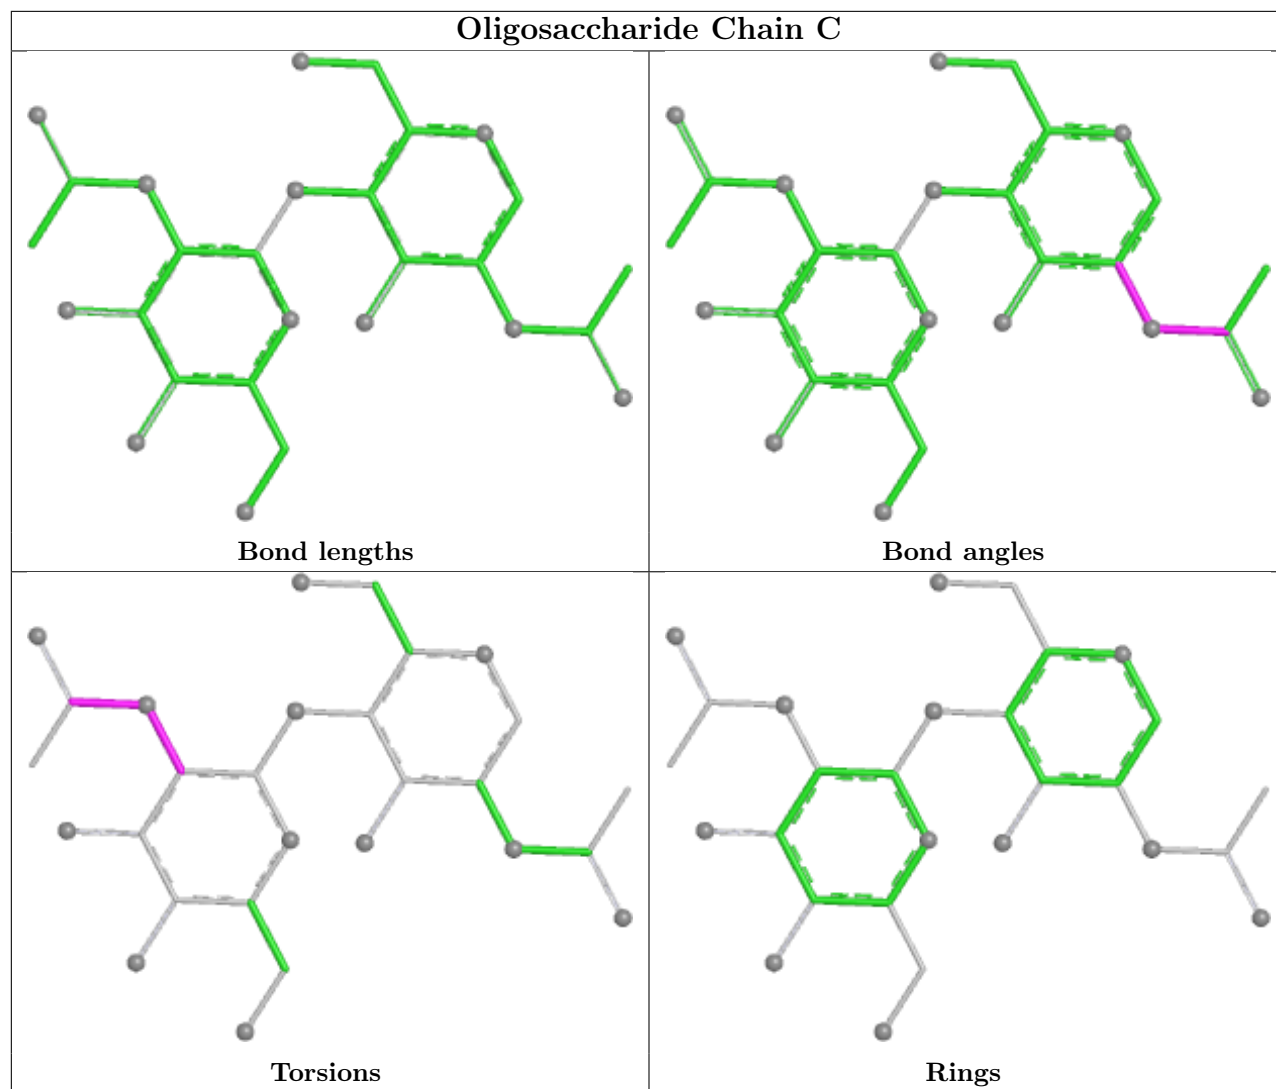 Oligosaccharide Chain C
Bond lengths
Bond angles
Torsions
Rings